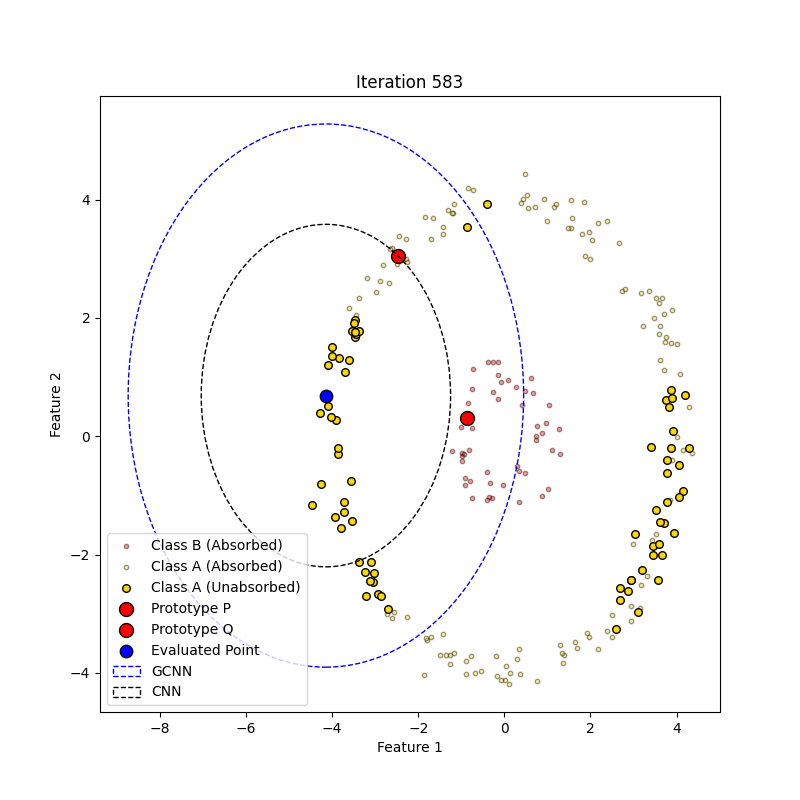 Iteration 583
Feature 2
4
2
0
−2
−4
Class B (Absorbed)
Class A (Absorbed)
Class A (Unabsorbed)
Prototype P
Prototype Q
Evaluated Point
GCNN
CNN
−8
−6
−4
−2
0
2
4
Feature 1